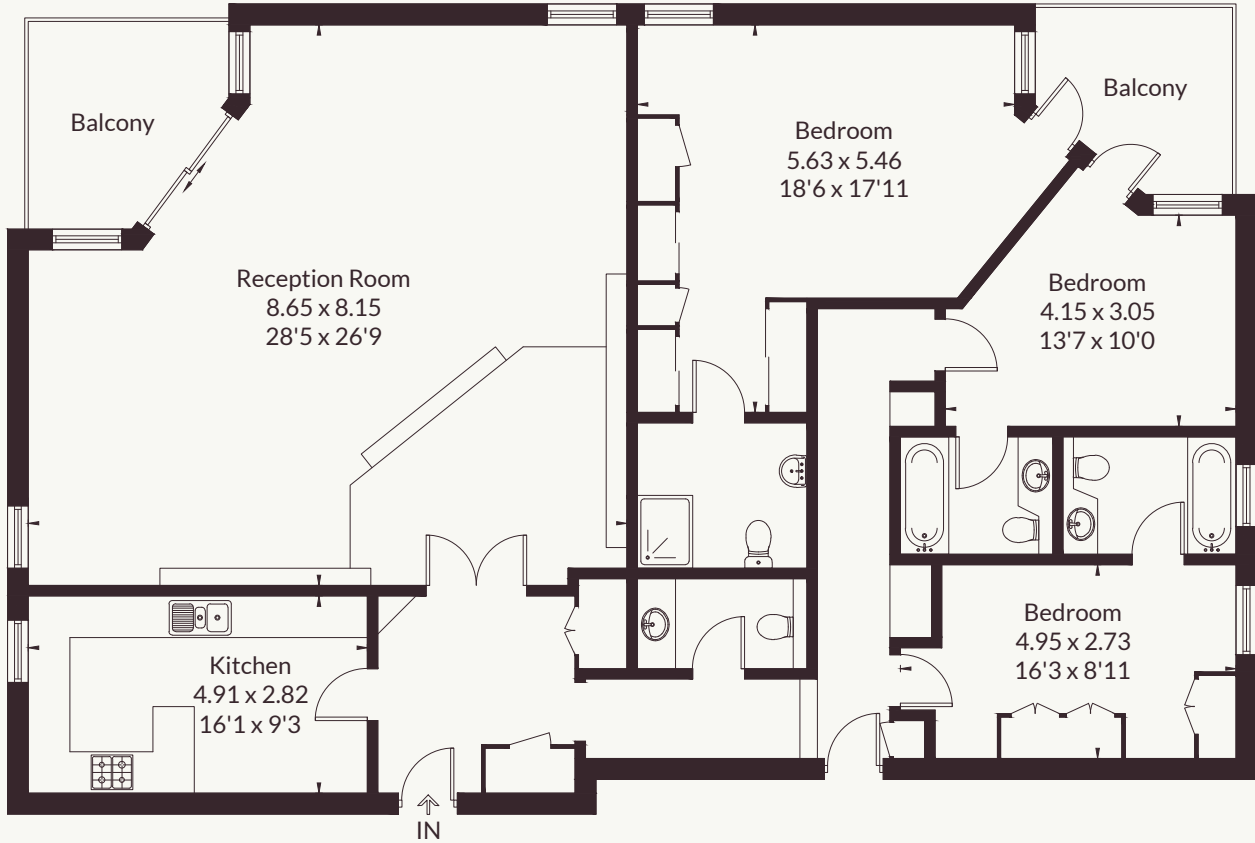 Balcony
Balcony
Bedroom
5.63 x 5.46
18'6 x 17'11
Reception Room
8.65 x 8.15
28'5 x 26'9
Bedroom
4.15 x 3.05
13'7 x 10'0
Bedroom
4.95 x 2.73
16'3 x 8'11
Kitchen
4.91 x 2.82
16'1 x 9'3
IN